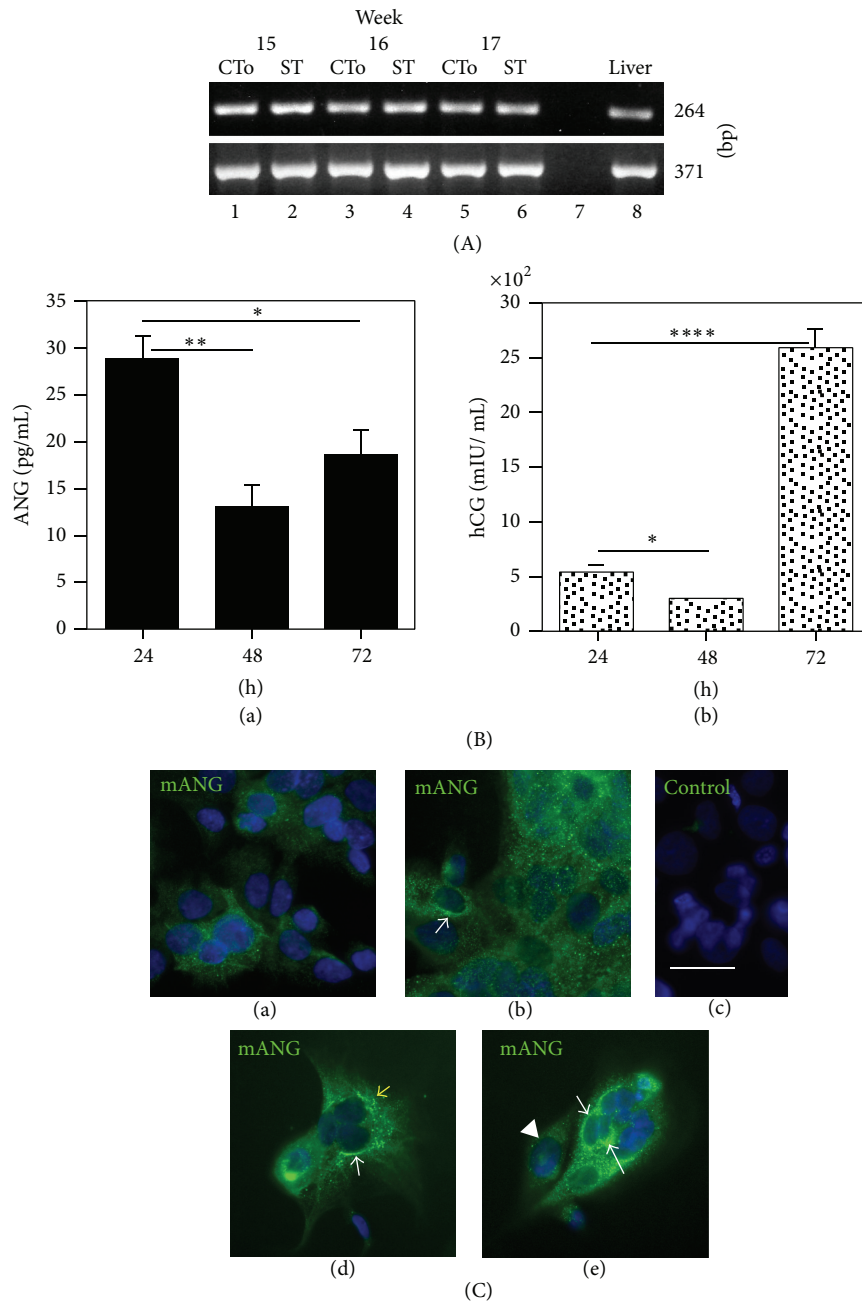 Week
15 16 17
CTo ST CTo ST CTo ST Liver
264
371
(bp)
1 2 3 4 5 6 7 8
(A)
35
30
25
20
15
10
5
0
ANG (pg/mL)
*
**
24 48 72
(h)
(a)
×10²
30
25
20
15
10
5
0
hCG (mIU/ mL)
****
*
24 48 72
(h)
(b)
(B)
mANG
(a)
mANG
(b)
Control
(c)
mANG
(d)
mANG
(e)
(C)